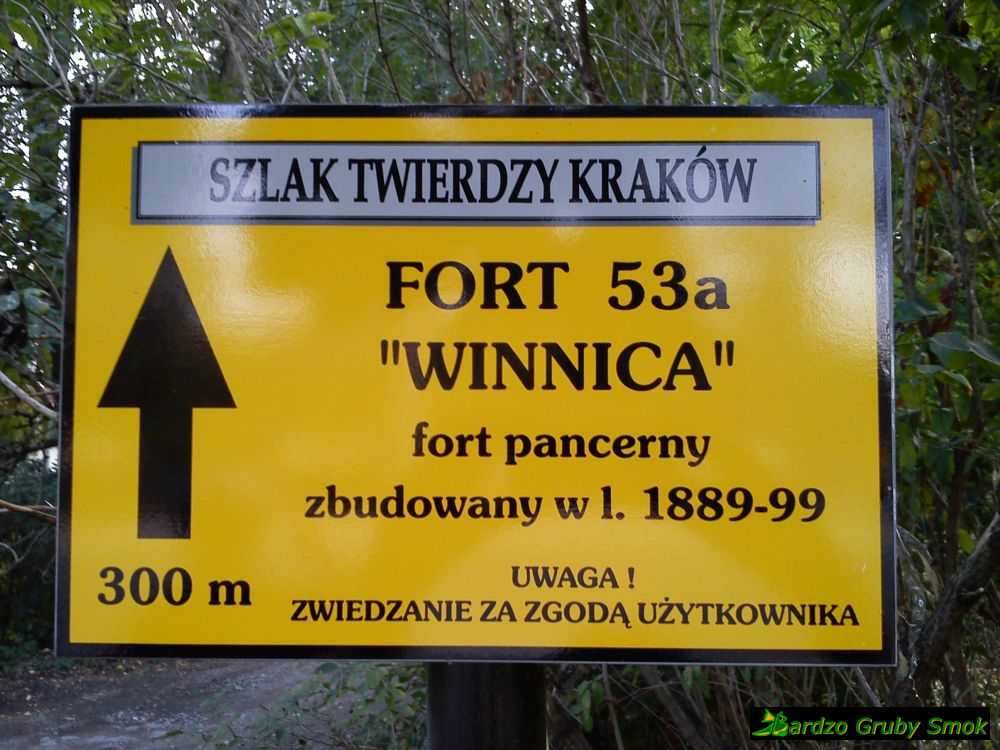 SZLAK TWIERDZY KRAKÓW
FORT 53a
"WINNICA"
fort pancerny
zbudowany w l. 1889-99
300 m
UWAGA !
ZWIEDZANIE ZA ZGODĄ UŻYTKOWNIKA
Bardzo Gruby Smok